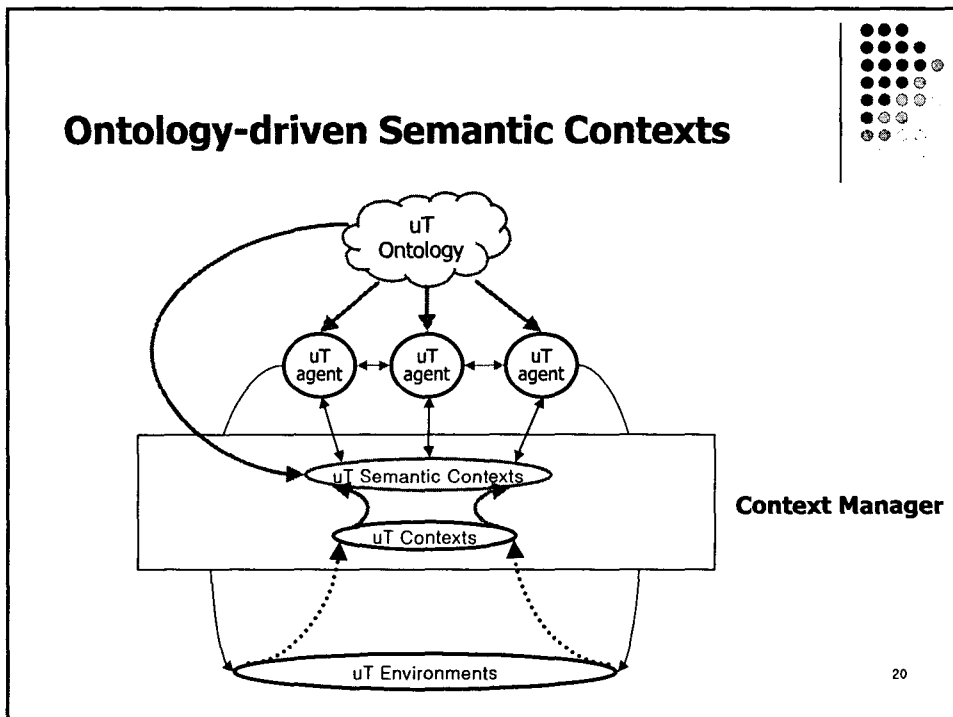 Ontology-driven Semantic Contexts
uT
Ontology
uT
agent
uT
agent
uT
agent
uT Semantic Contexts
Context Manager
uT Contexts
uT Environments
20